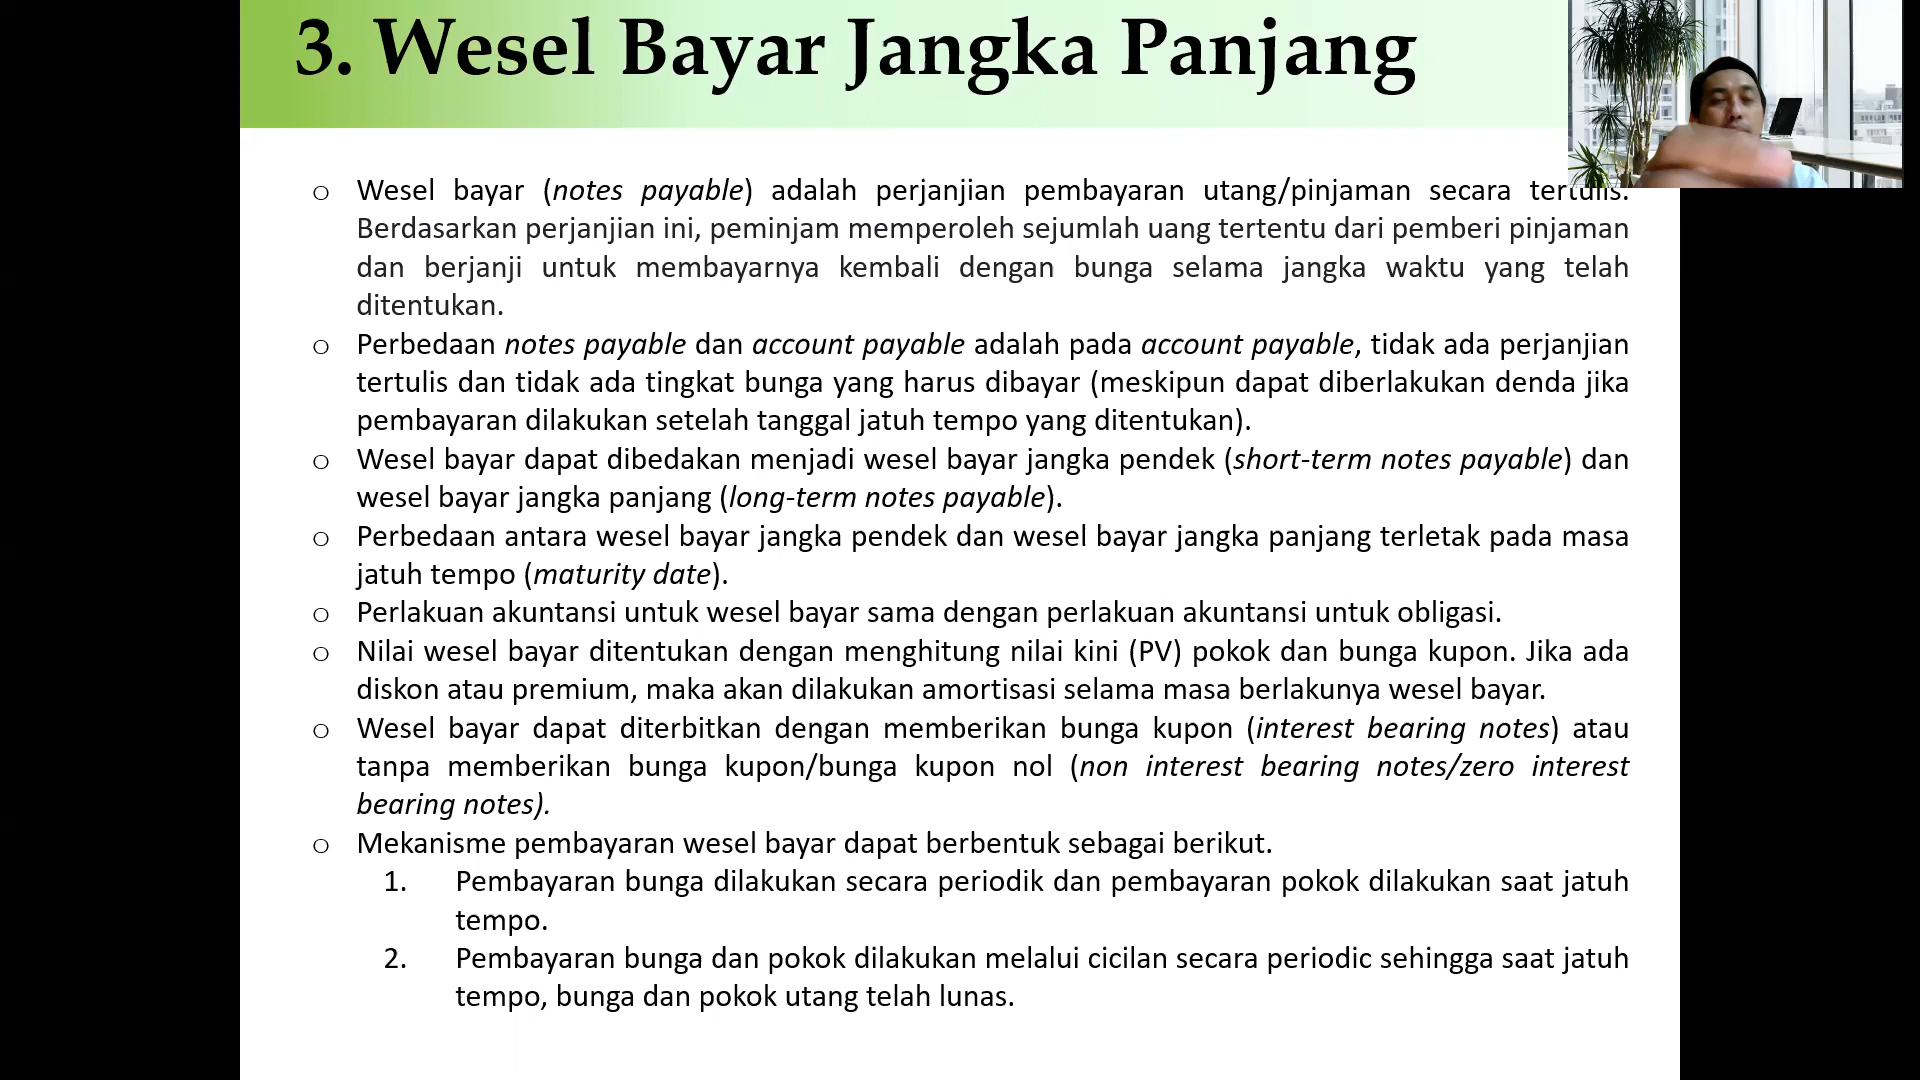 3. Wesel Bayar Jangka Panjang
o Wesel bayar (notes payable) adalah perjanjian pembayaran utang/pinjaman secara tertulis.
Berdasarkan perjanjian ini, peminjam memperoleh sejumlah uang tertentu dari pemberi pinjaman
dan berjanji untuk membayarnya kembali dengan bunga selama jangka waktu yang telah
ditentukan.
o Perbedaan notes payable dan account payable adalah pada account payable, tidak ada perjanjian
tertulis dan tidak ada tingkat bunga yang harus dibayar (meskipun dapat diberlakukan denda jika
pembayaran dilakukan setelah tanggal jatuh tempo yang ditentukan).
o Wesel bayar dapat dibedakan menjadi wesel bayar jangka pendek (short-term notes payable) dan
wesel bayar jangka panjang (long-term notes payable).
o Perbedaan antara wesel bayar jangka pendek dan wesel bayar jangka panjang terletak pada masa
jatuh tempo (maturity date).
o Perlakuan akuntansi untuk wesel bayar sama dengan perlakuan akuntansi untuk obligasi.
o Nilai wesel bayar ditentukan dengan menghitung nilai kini (PV) pokok dan bunga kupon. Jika ada
diskon atau premium, maka akan dilakukan amortisasi selama masa berlakunya wesel bayar.
o Wesel bayar dapat diterbitkan dengan memberikan bunga kupon (interest bearing notes) atau
tanpa memberikan bunga kupon/bunga kupon nol (non interest bearing notes/zero interest
bearing notes).
o Mekanisme pembayaran wesel bayar dapat berbentuk sebagai berikut.
1. Pembayaran bunga dilakukan secara periodik dan pembayaran pokok dilakukan saat jatuh
tempo.
2. Pembayaran bunga dan pokok dilakukan melalui cicilan secara periodic sehingga saat jatuh
tempo, bunga dan pokok utang telah lunas.